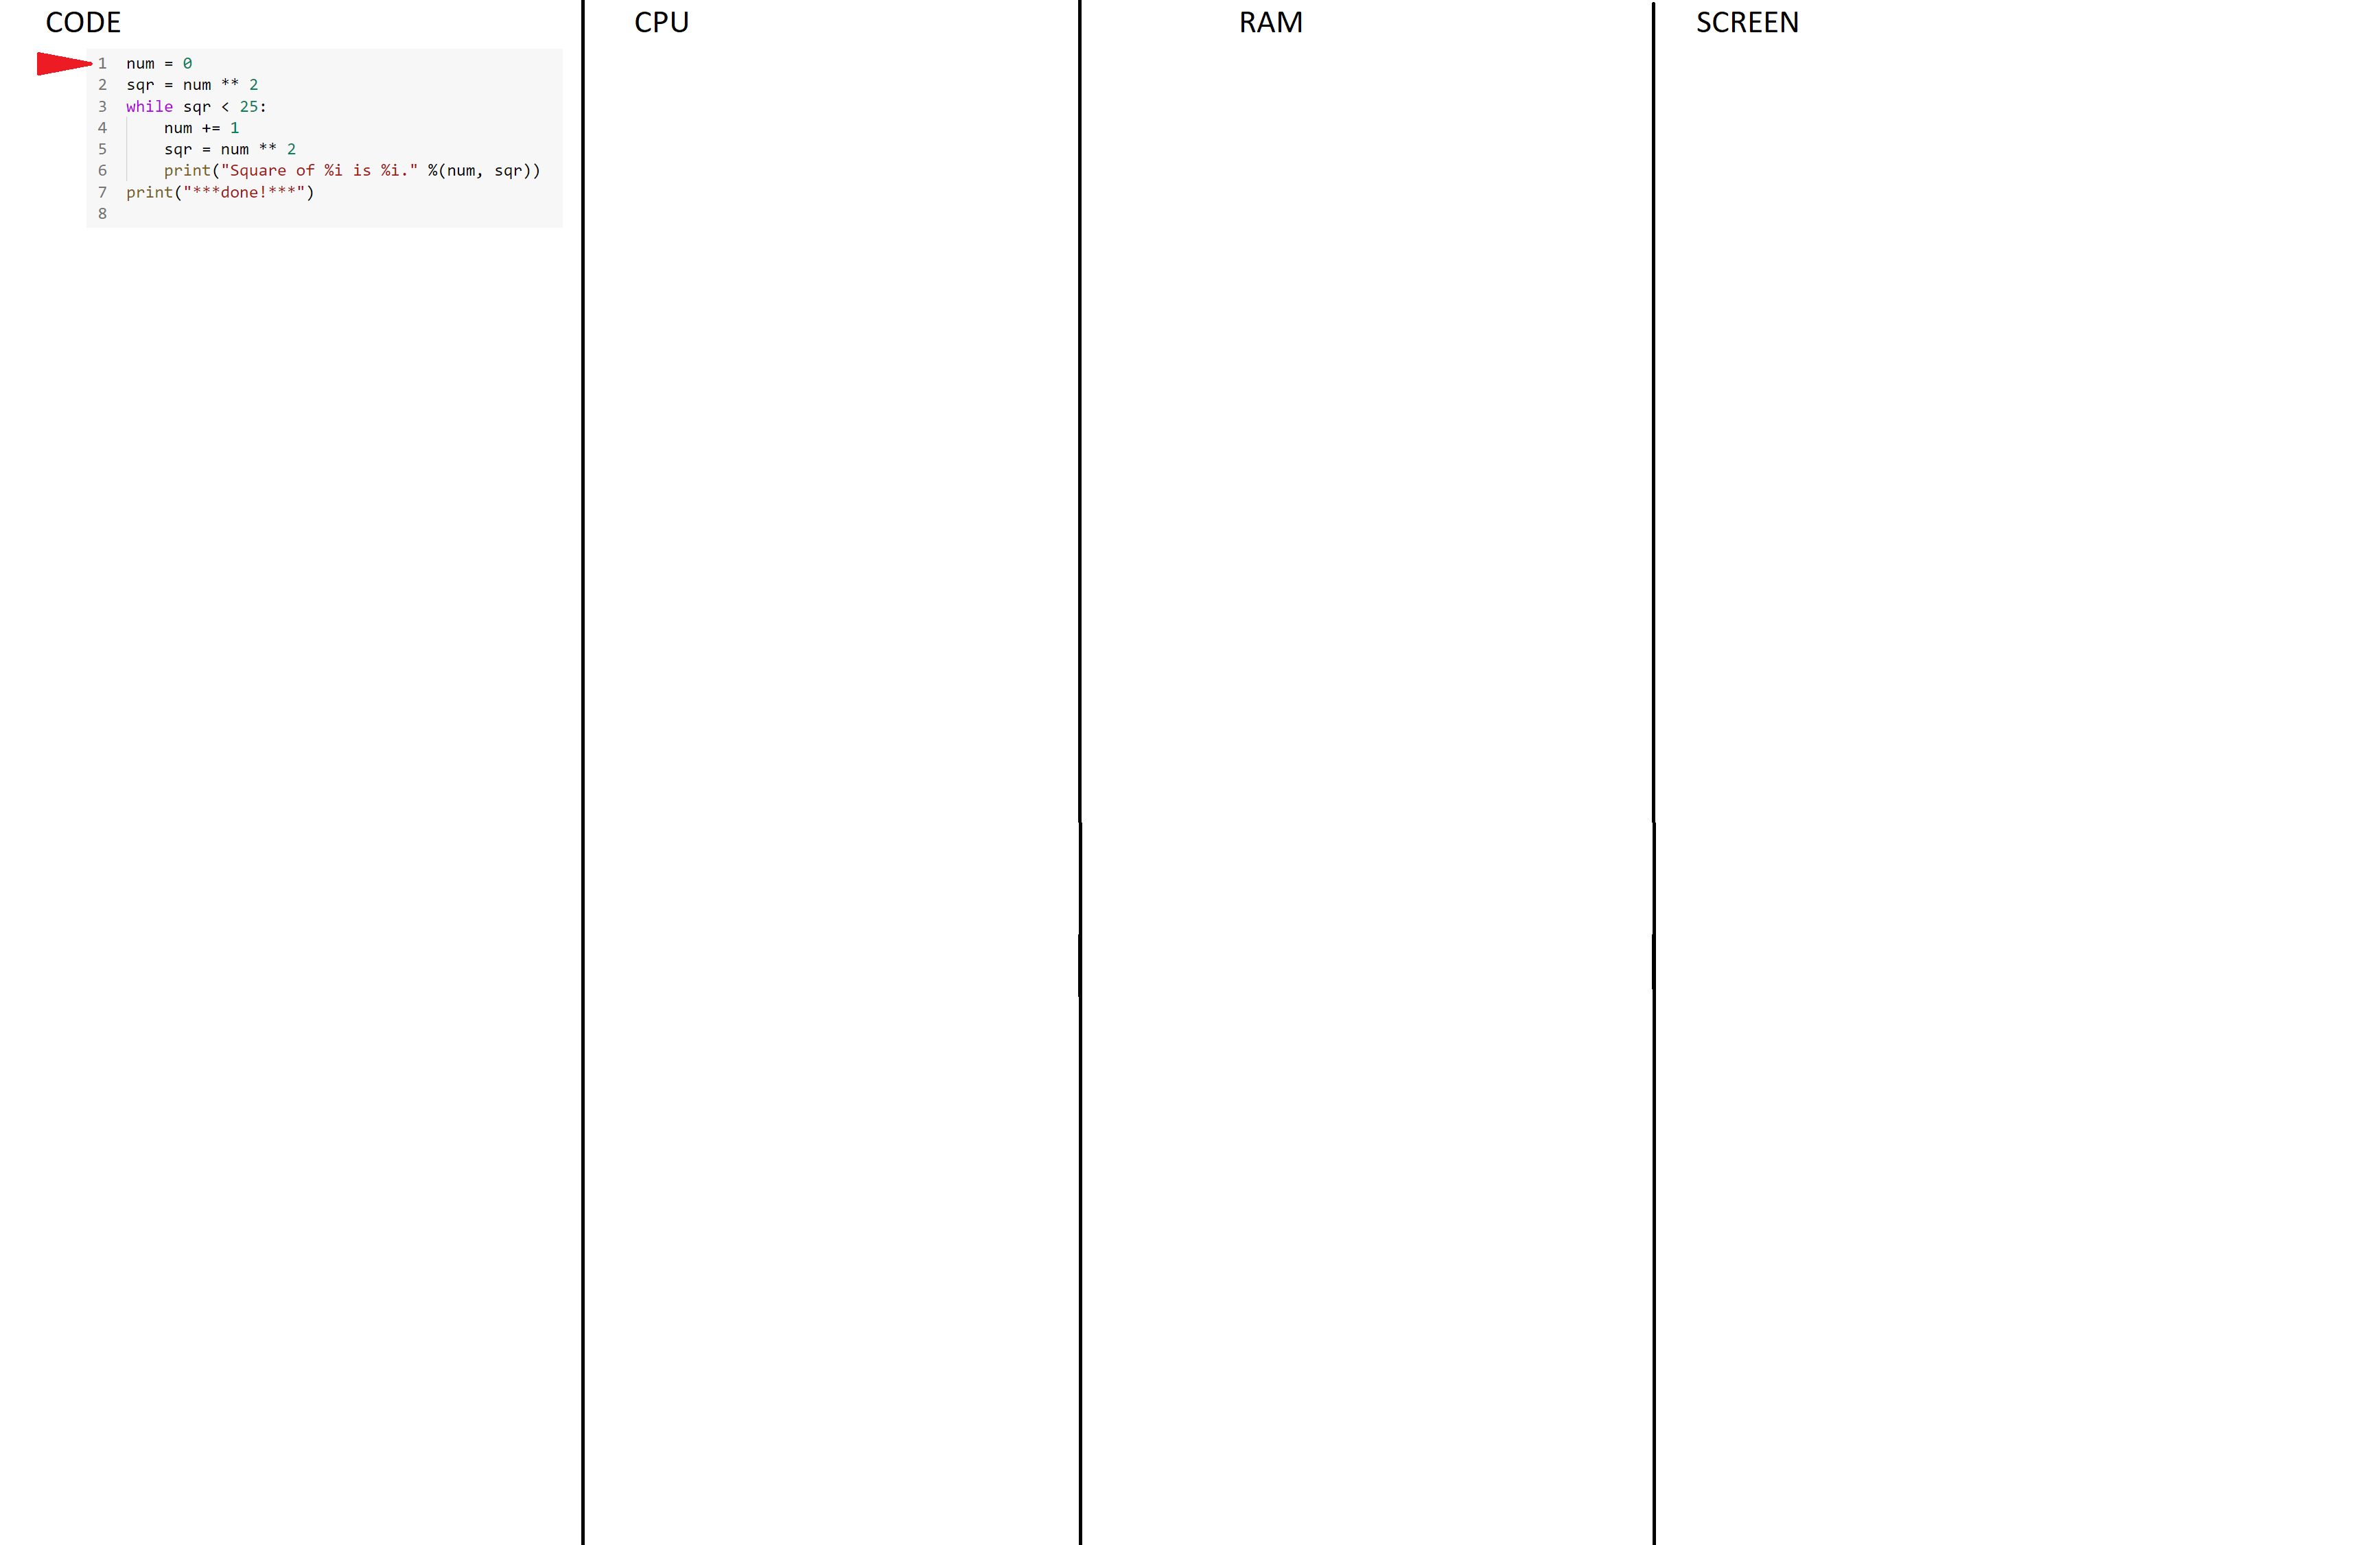 CODE
CPU
RAM
SCREEN
1 num = 0
2 sqr = num ** 2
3 while sqr < 25:
4     num += 1
5     sqr = num ** 2
6     print("Square of %i is %i." %(num, sqr))
7 print("***done!***")
8